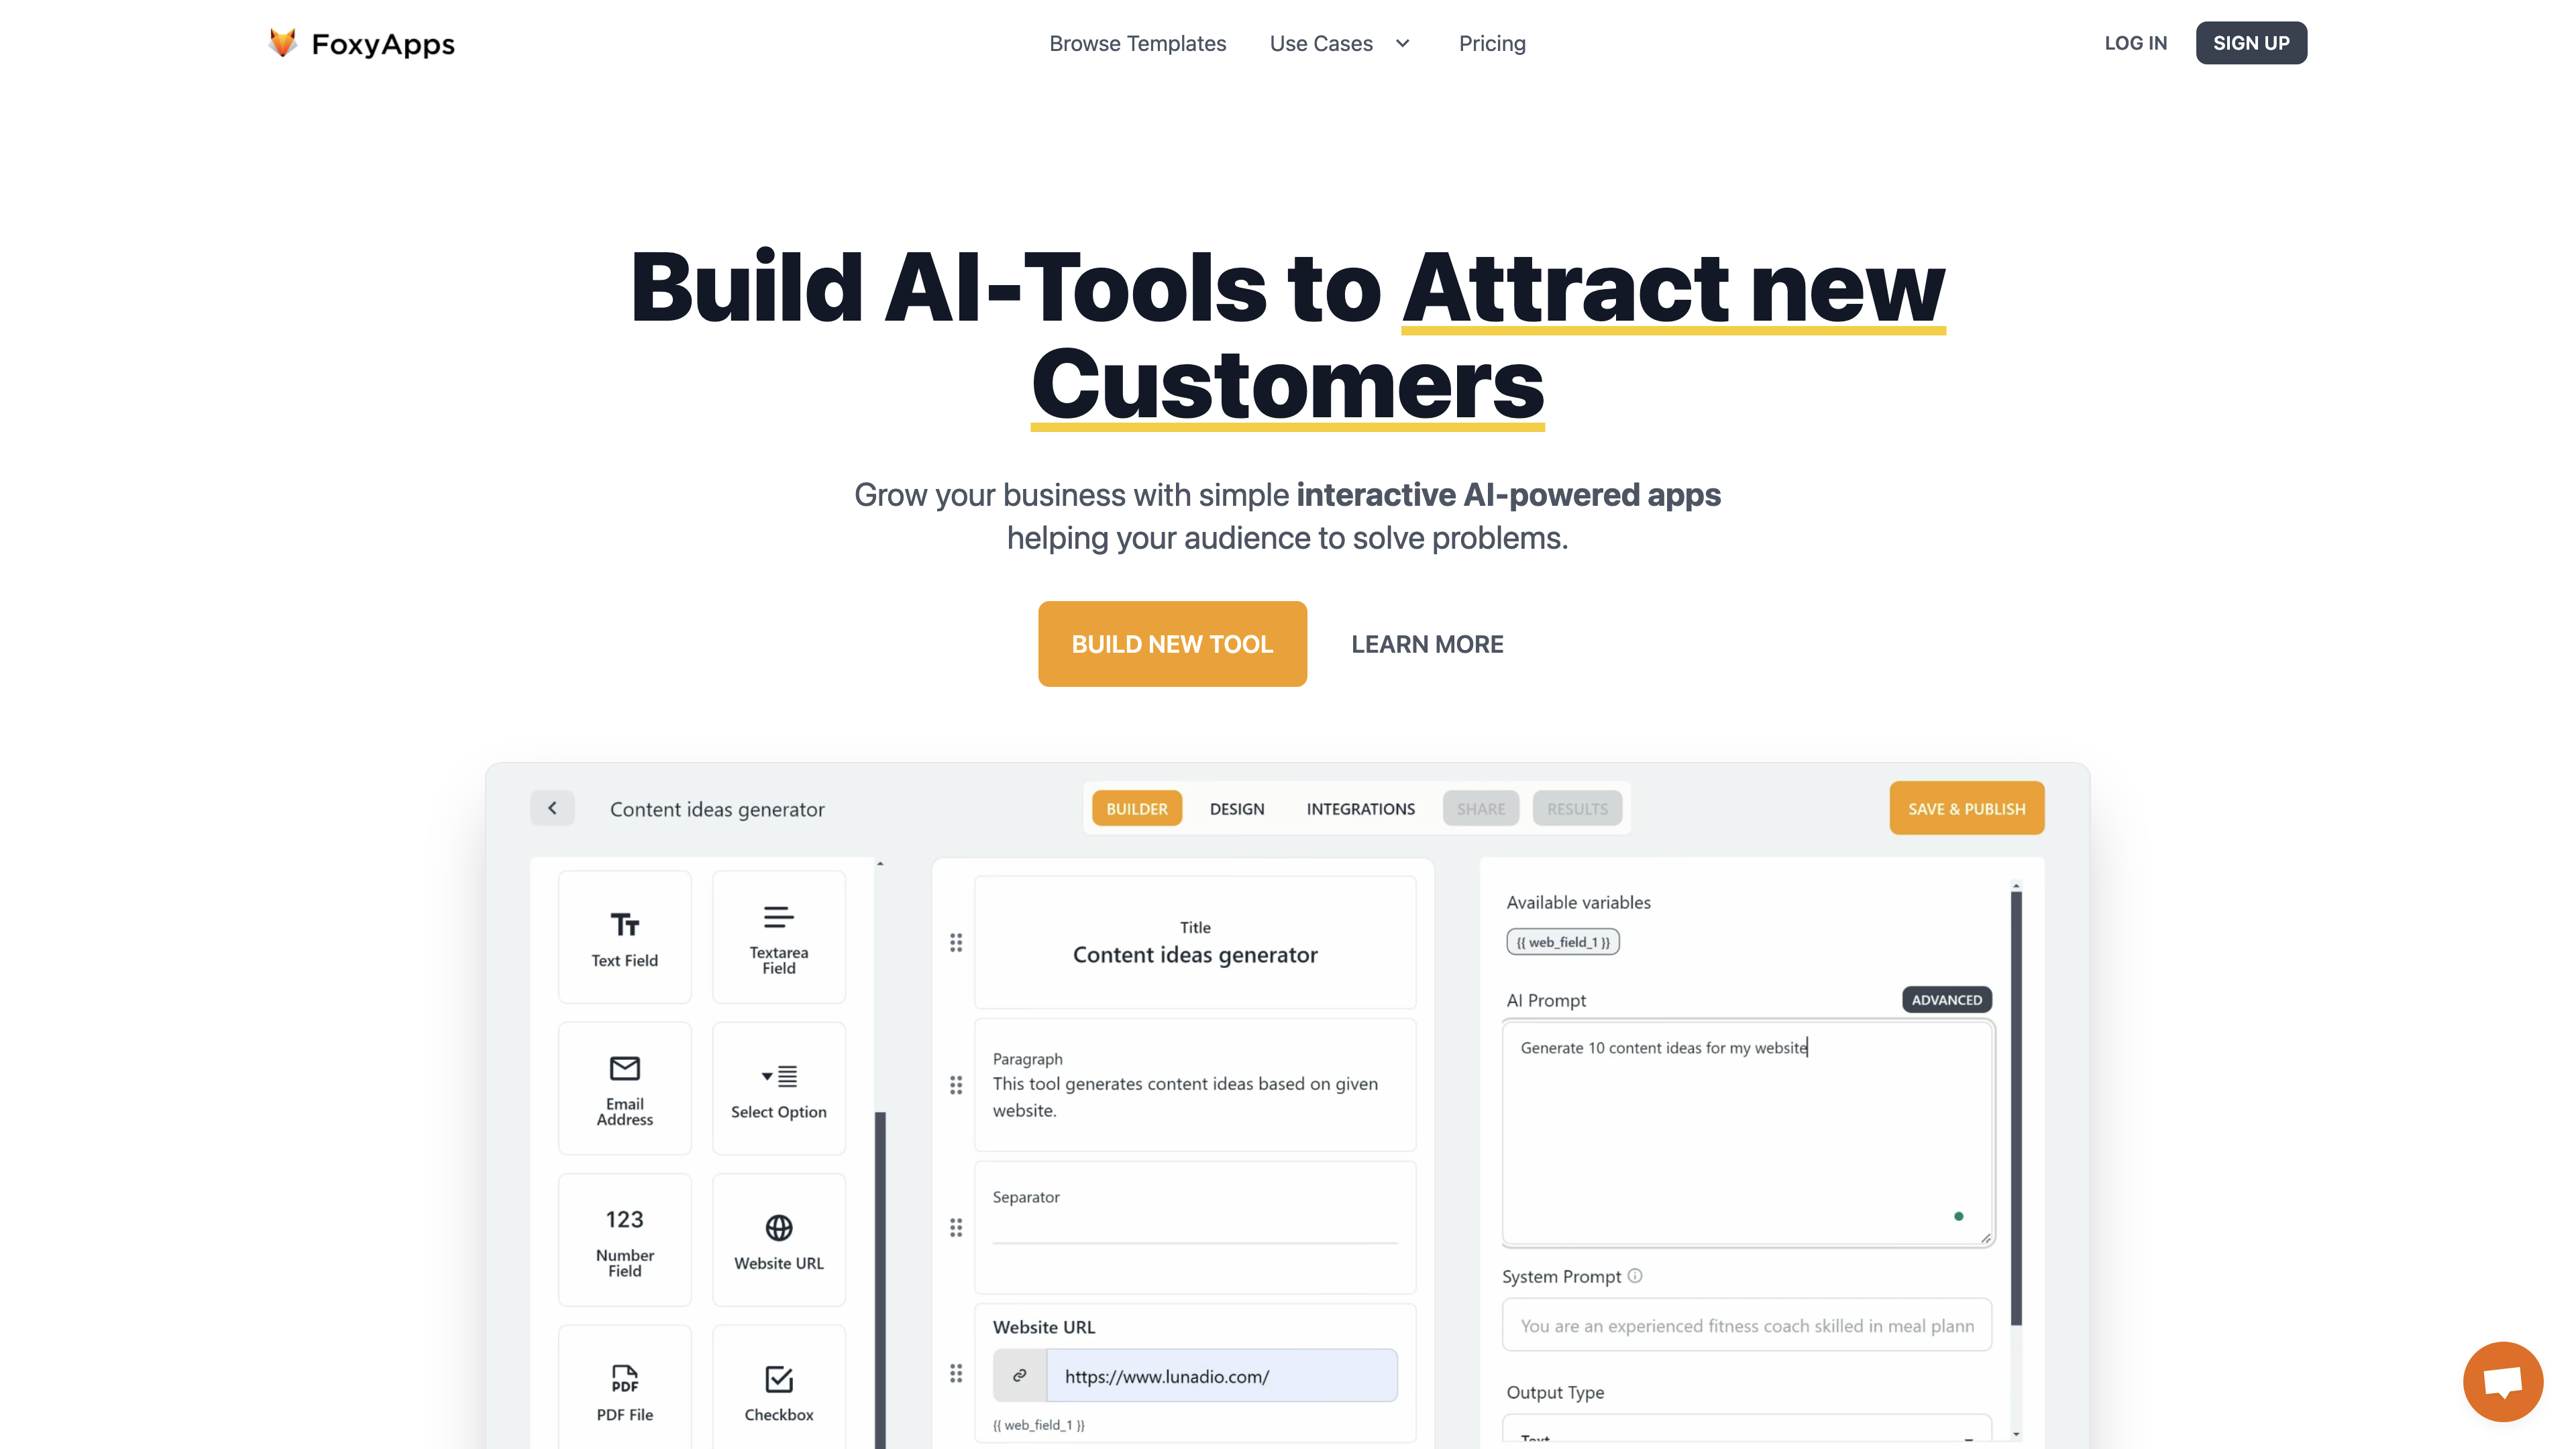 FoxyApps
Browse Templates
Use Cases
Pricing
LOG IN
SIGN UP
Build AI-Tools to Attract new
Customers
Grow your business with simple interactive AI-powered apps
helping your audience to solve problems.
BUILD NEW TOOL
LEARN MORE
Content ideas generator
BUILDER
DESIGN
INTEGRATIONS
SHARE
RESULTS
SAVE & PUBLISH
Text Field
Textarea
Field
Email
Address
Select Option
123
Number
Field
Website URL
PDF
PDF File
Checkbox
Title
Content ideas generator
Paragraph
This tool generates content ideas based on given
website.
Separator
Website URL
https://www.lunadio.com/
{{ web_field_1 }}
Available variables
{{ web_field_1 }}
AI Prompt
ADVANCED
Generate 10 content ideas for my website
System Prompt
You are an experienced fitness coach skilled in meal plann
Output Type
Text